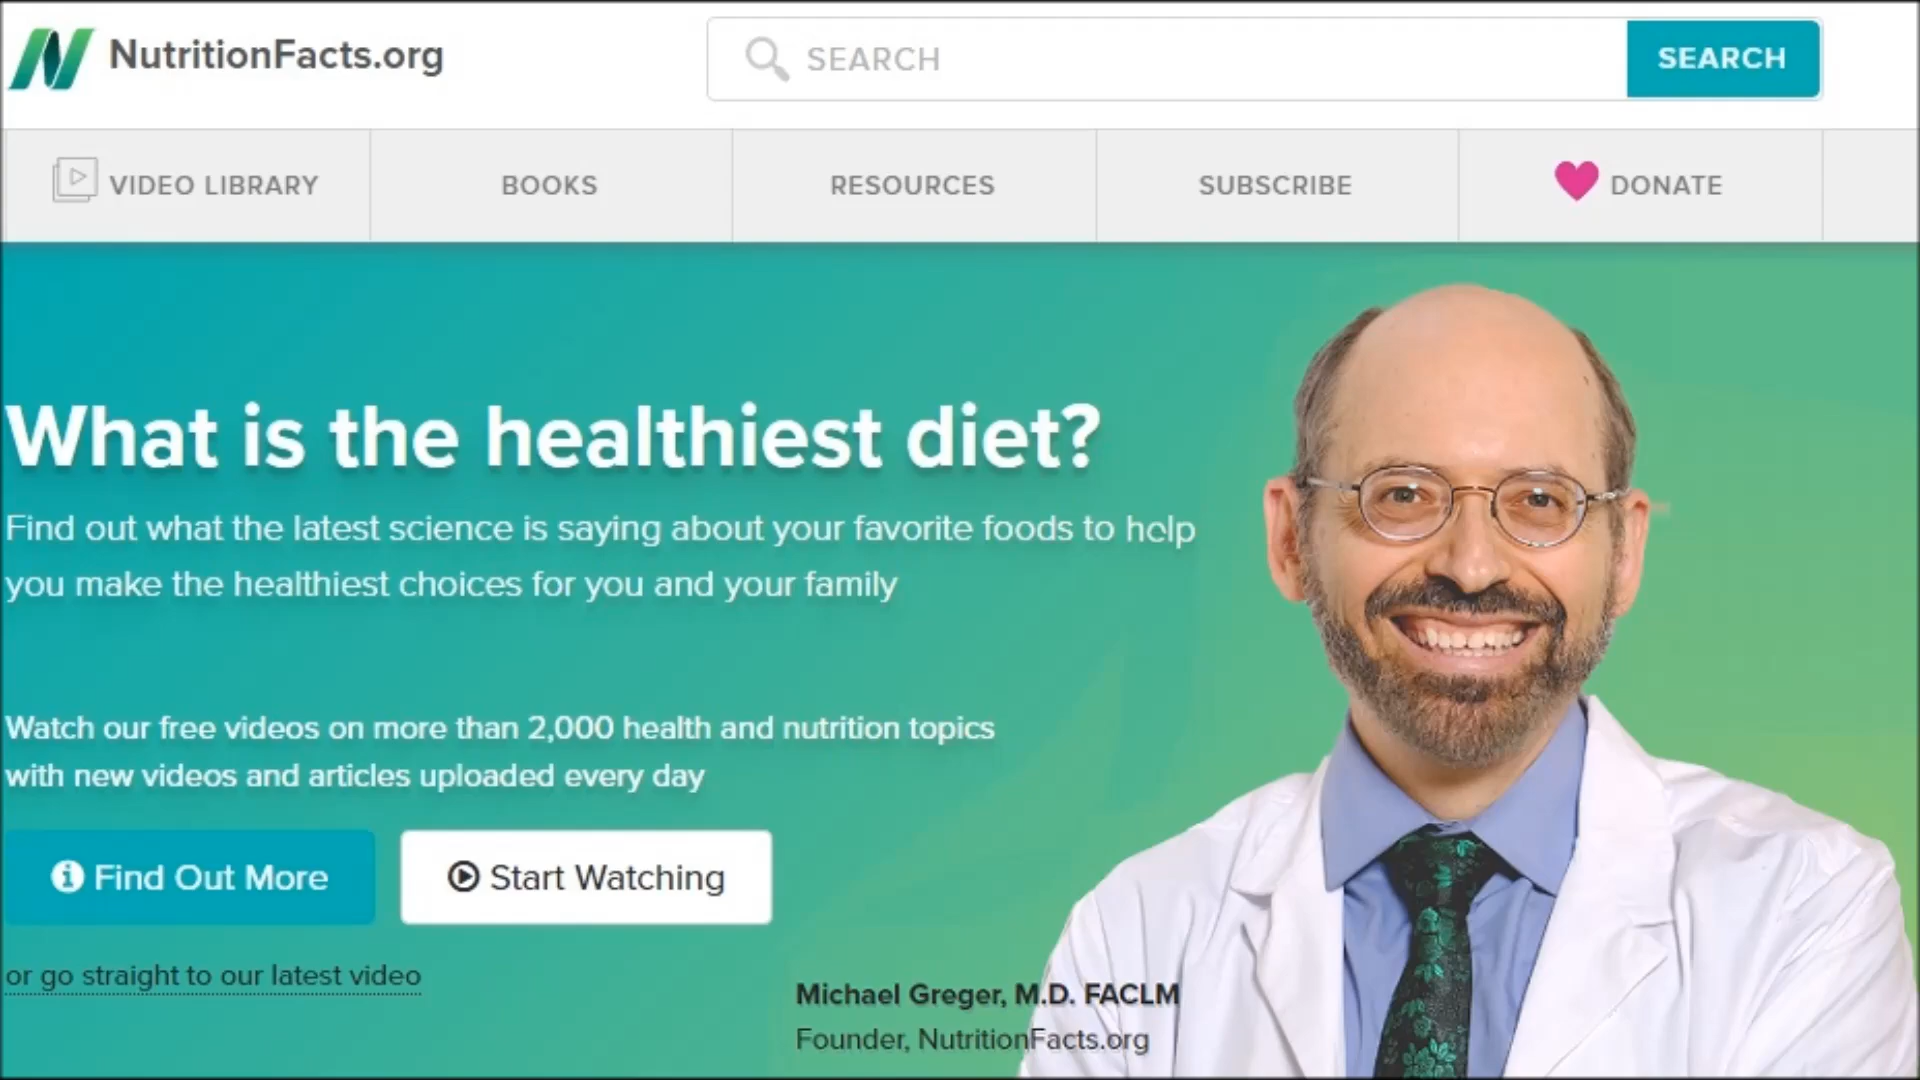 NutritionFacts.org
SEARCH
SEARCH
VIDEO LIBRARY
BOOKS
RESOURCES
SUBSCRIBE
DONATE
What is the healthiest diet?
Find out what the latest science is saying about your favorite foods to help
you make the healthiest choices for you and your family
Watch our free videos on more than 2,000 health and nutrition topics
with new videos and articles uploaded every day
Find Out More
Start Watching
or go straight to our latest video
Michael Greger, M.D. FACLM
Founder, NutritionFacts.org